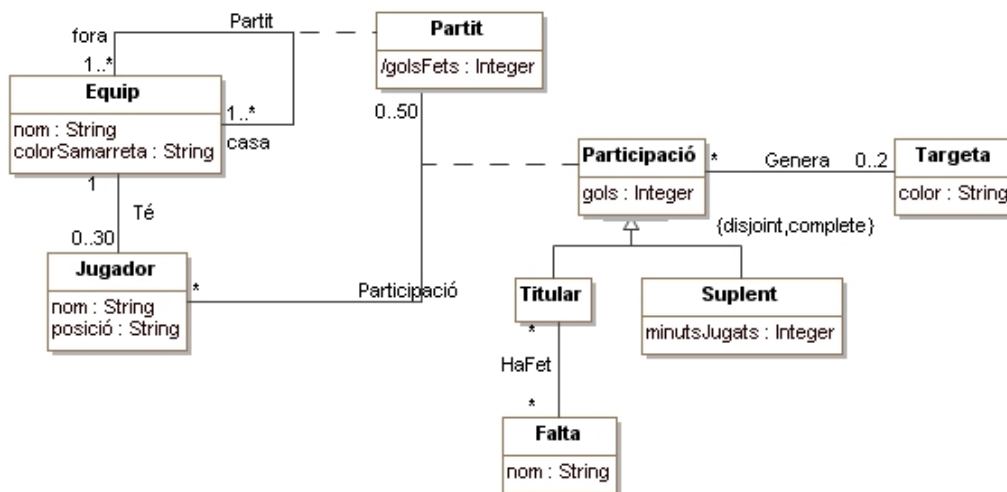 Partit
fora
1..*
Partit
/golsFets : Integer
0..50
Equip
nom : String
colorSamarreta : String
1..*
casa
1
Té
0..30
Participació
gols : Integer
*
Genera
0..2
Targeta
color : String
{disjoint,complete}
Jugador
nom : String
posició : String
*
Participació
Titular
Suplent
minutsJugats : Integer
*
HaFet
*
Falta
nom : String